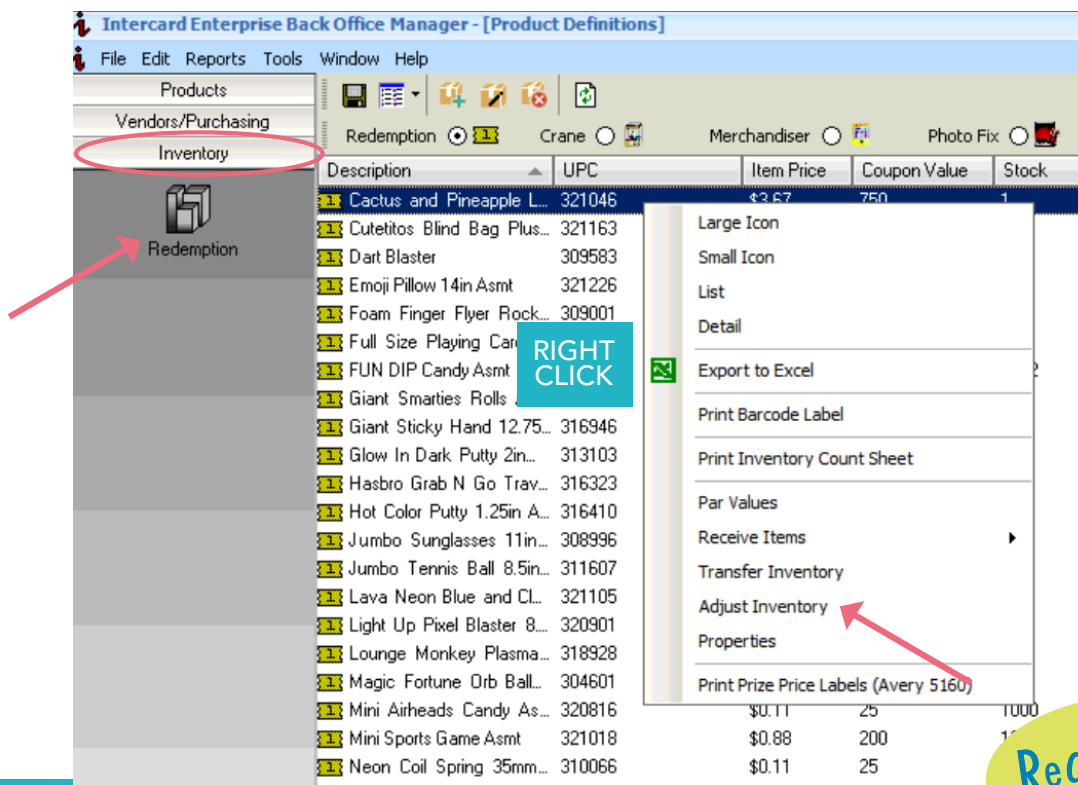 Intercard Enterprise Back Office Manager - [Product Definitions]
File Edit Reports Tools Window Help
Products
Vendors/Purchasing
Inventory
Redemption
Redemption Crane Merchandiser Photo Fix
Description UPC Item Price Coupon Value Stock
Cactus and Pineapple L... 321046 $3.67 750 1
Cutetitos Blind Bag Plus... 321163
Dart Blaster 309583
Emoji Pillow 14in Asmt 321226
Foam Finger Flyer Rock... 309001
Full Size Playing Car
FUN DIP Candy Asmt
Giant Smarties Rolls
Giant Sticky Hand 12.75... 316946
Glow In Dark Putty 2in... 313103
Hasbro Grab N Go Trav... 316323
Hot Color Putty 1.25in A... 316410
Jumbo Sunglasses 11in... 308996
Jumbo Tennis Ball 8.5in... 311607
Lava Neon Blue and Cl... 321105
Light Up Pixel Blaster 8.... 320901
Lounge Monkey Plasma... 318928
Magic Fortune Orb Ball... 304601
Mini Airheads Candy As... 320816 $0.11 25 1000
Mini Sports Game Asmt 321018 $0.88 200
Neon Coil Spring 35mm... 310066 $0.11 25
RIGHT
CLICK
Large Icon
Small Icon
List
Detail
Export to Excel
Print Barcode Label
Print Inventory Count Sheet
Par Values
Receive Items
Transfer Inventory
Adjust Inventory
Properties
Print Prize Price Labels (Avery 5160)